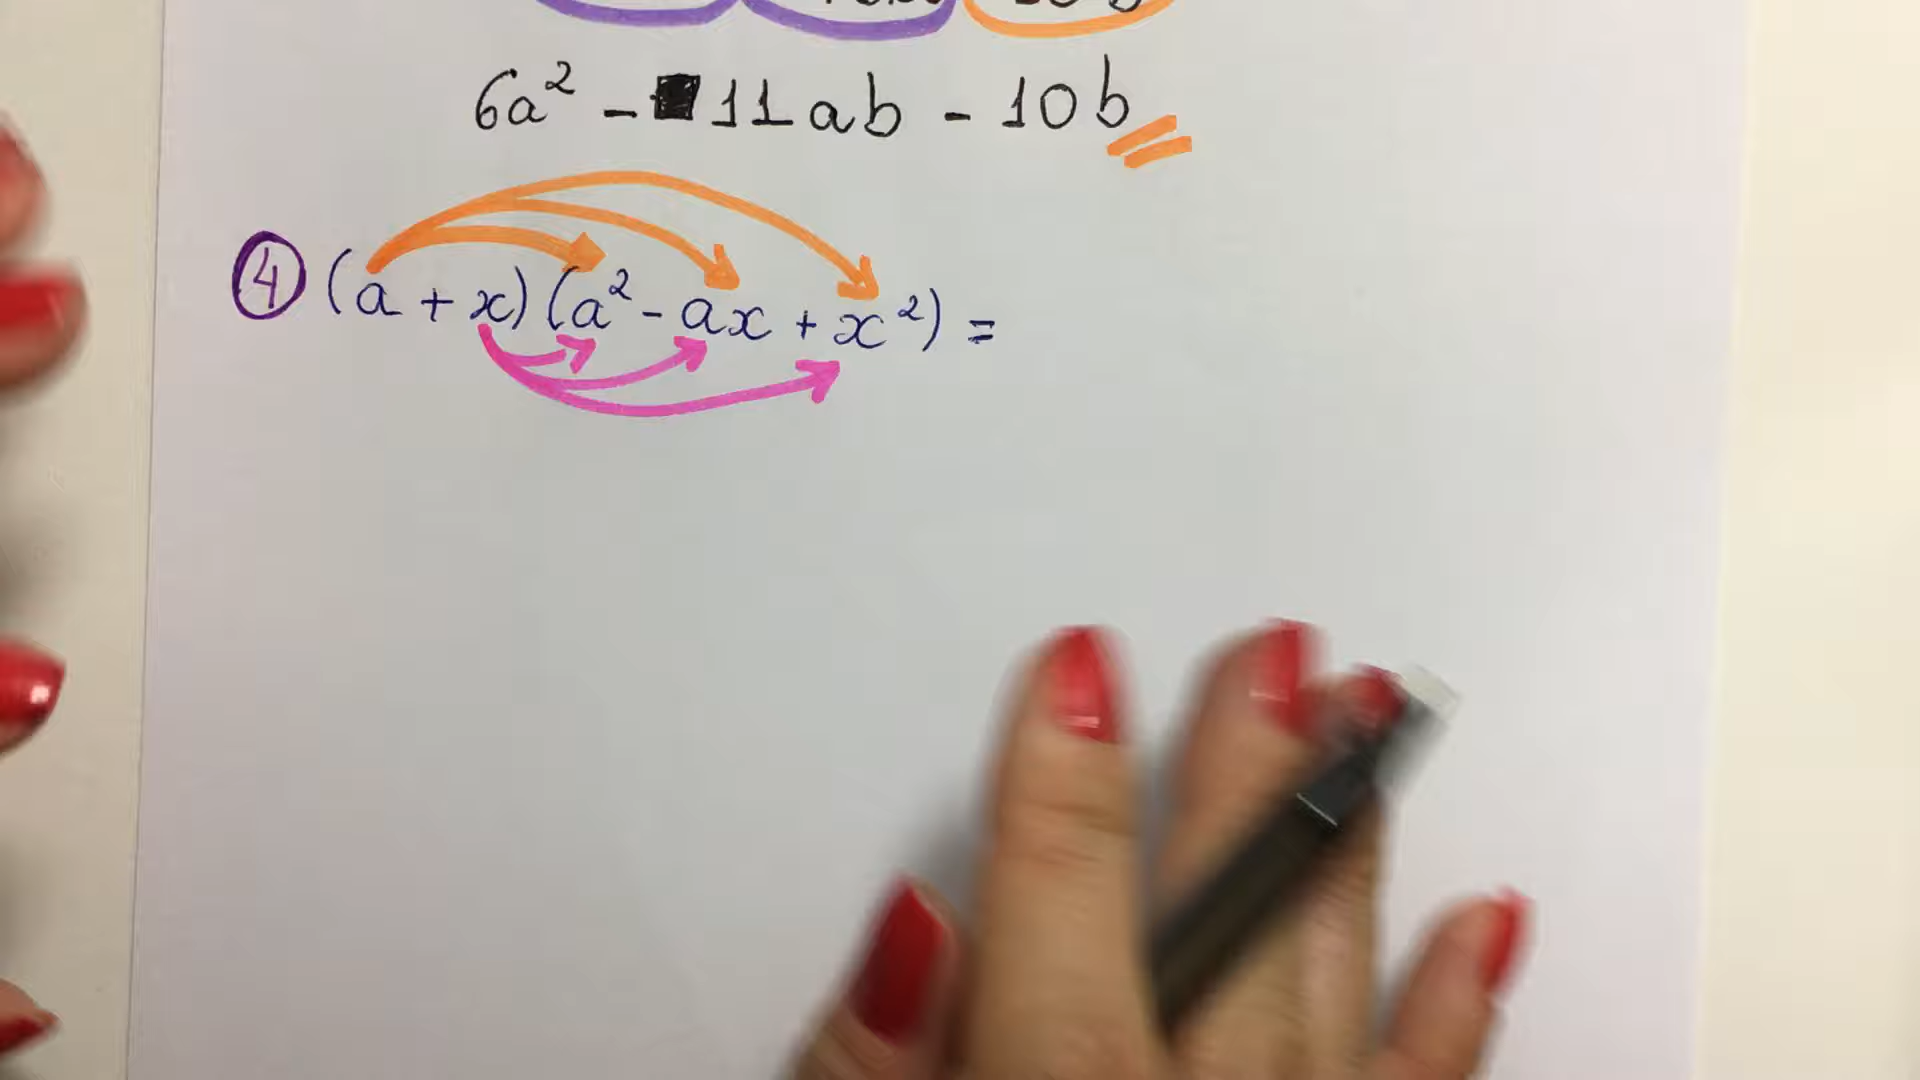 6a² - 11ab - 10b
④ (a + x)(a² - ax + x²) =